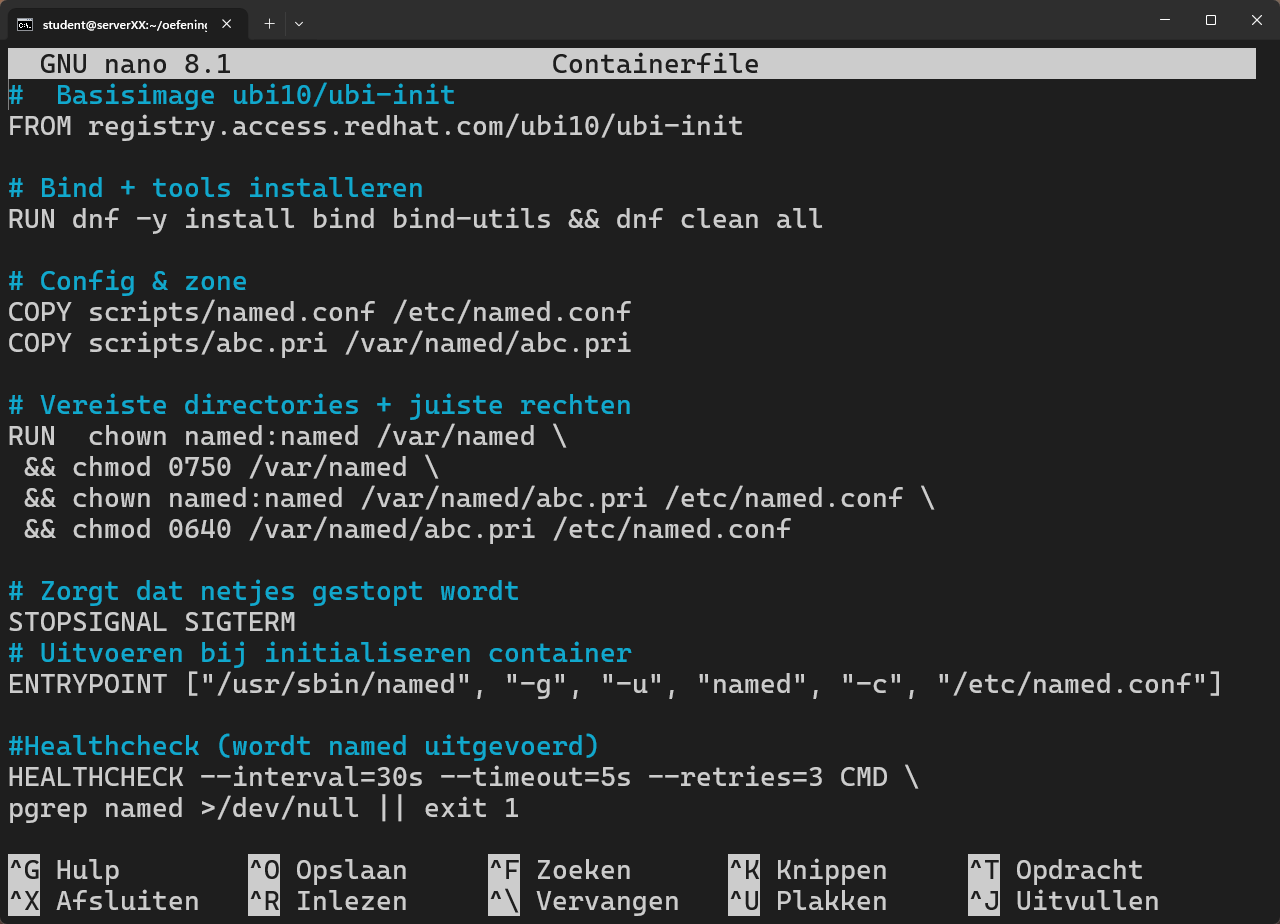 student@serverXX:~/oefening
GNU nano 8.1 Containerfile
#  Basisimage ubi10/ubi-init
FROM registry.access.redhat.com/ubi10/ubi-init
# Bind + tools installeren
RUN dnf -y install bind bind-utils && dnf clean all
# Config & zone
COPY scripts/named.conf /etc/named.conf
COPY scripts/abc.pri /var/named/abc.pri
# Vereiste directories + juiste rechten
RUN  chown named:named /var/named \
 && chmod 0750 /var/named \
 && chown named:named /var/named/abc.pri /etc/named.conf \
 && chmod 0640 /var/named/abc.pri /etc/named.conf
# Zorgt dat netjes gestopt wordt
STOPSIGNAL SIGTERM
# Uitvoeren bij initialiseren container
ENTRYPOINT ["/usr/sbin/named", "-g", "-u", "named", "-c", "/etc/named.conf"]
#Healthcheck (wordt named uitgevoerd)
HEALTHCHECK --interval=30s --timeout=5s --retries=3 CMD \
pgrep named >/dev/null || exit 1
^G Hulp ^O Opslaan ^F Zoeken ^K Knippen ^T Opdracht
^X Afsluiten ^R Inlezen ^\ Vervangen ^U Plakken ^J Uitvullen